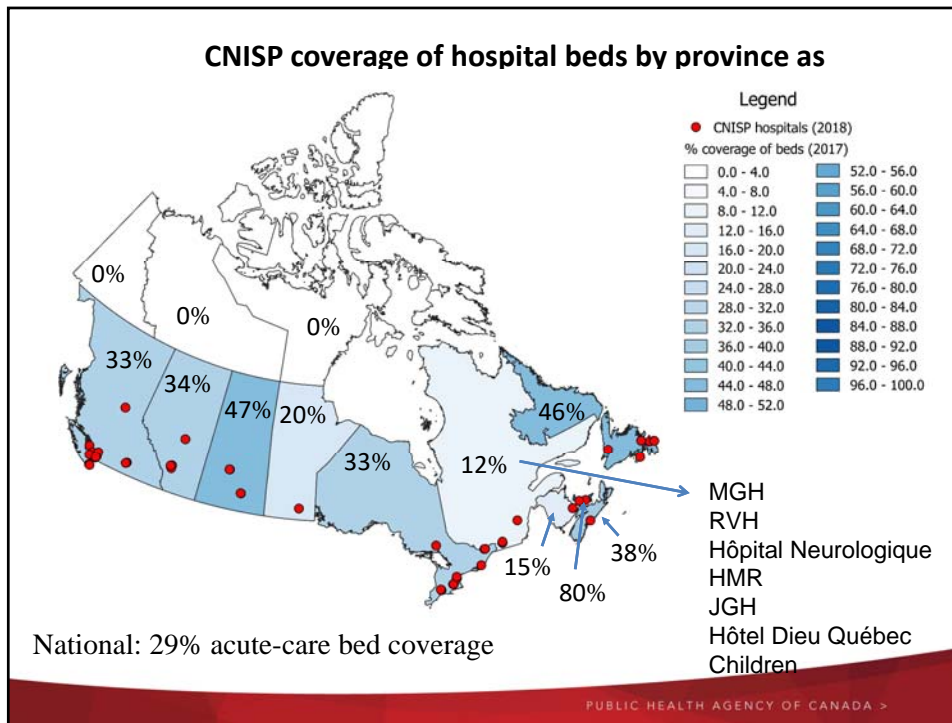 CNISP coverage of hospital beds by province as
Legend
CNISP hospitals (2018)
% coverage of beds (2017)
0.0 - 4.0
4.0 - 8.0
8.0 - 12.0
12.0 - 16.0
16.0 - 20.0
20.0 - 24.0
24.0 - 28.0
28.0 - 32.0
32.0 - 36.0
36.0 - 40.0
40.0 - 44.0
44.0 - 48.0
48.0 - 52.0
52.0 - 56.0
56.0 - 60.0
60.0 - 64.0
64.0 - 68.0
68.0 - 72.0
72.0 - 76.0
76.0 - 80.0
80.0 - 84.0
84.0 - 88.0
88.0 - 92.0
92.0 - 96.0
96.0 - 100.0
0%
0%
0%
33%
34%
47%
20%
33%
12%
46%
15%
80%
38%
MGH
RVH
Hôpital Neurologique
HMR
JGH
Hôtel Dieu Québec
Children
National: 29% acute-care bed coverage
PUBLIC HEALTH AGENCY OF CANADA >